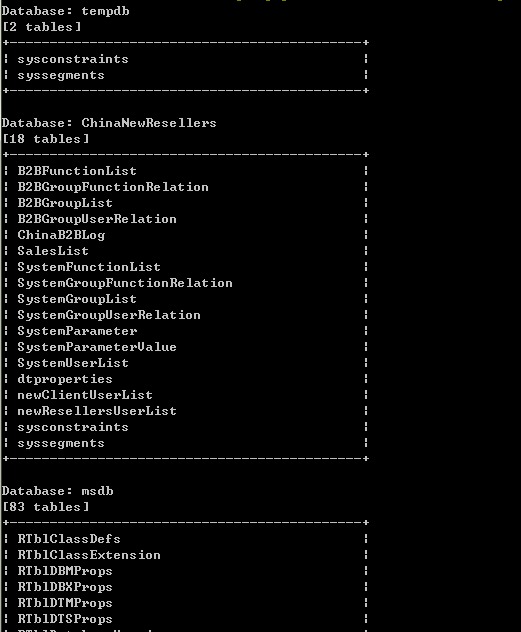 Database: tempdb
[2 tables]
+--------------------------------------------+
| sysconstraints |
| syssegments |
+--------------------------------------------+
Database: ChinaNewResellers
[18 tables]
+--------------------------------------------+
| B2BFunctionList |
| B2BGroupFunctionRelation |
| B2BGroupList |
| B2BGroupUserRelation |
| ChinaB2BLog |
| SalesList |
| SystemFunctionList |
| SystemGroupFunctionRelation |
| SystemGroupList |
| SystemGroupUserRelation |
| SystemParameter |
| SystemParameterValue |
| SystemUserList |
| dtproperties |
| newClientUserList |
| newResellersUserList |
| sysconstraints |
| syssegments |
+--------------------------------------------+
Database: msdb
[83 tables]
+--------------------------------------------+
| RTblClassDefs |
| RTblClassExtension |
| RTblDBMProps |
| RTblDBXProps |
| RTblDTMProps |
| RTblDTSProps |